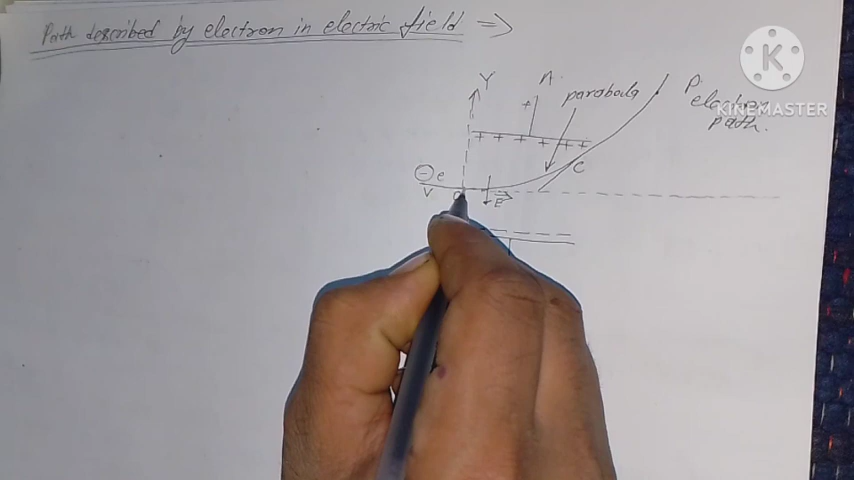 Path described by electron in electric field ⇒
Y
A
parabola
P
electron
path.
+
+ + + + + +
C
⊖ e
V
O
E
K
KINEMASTER